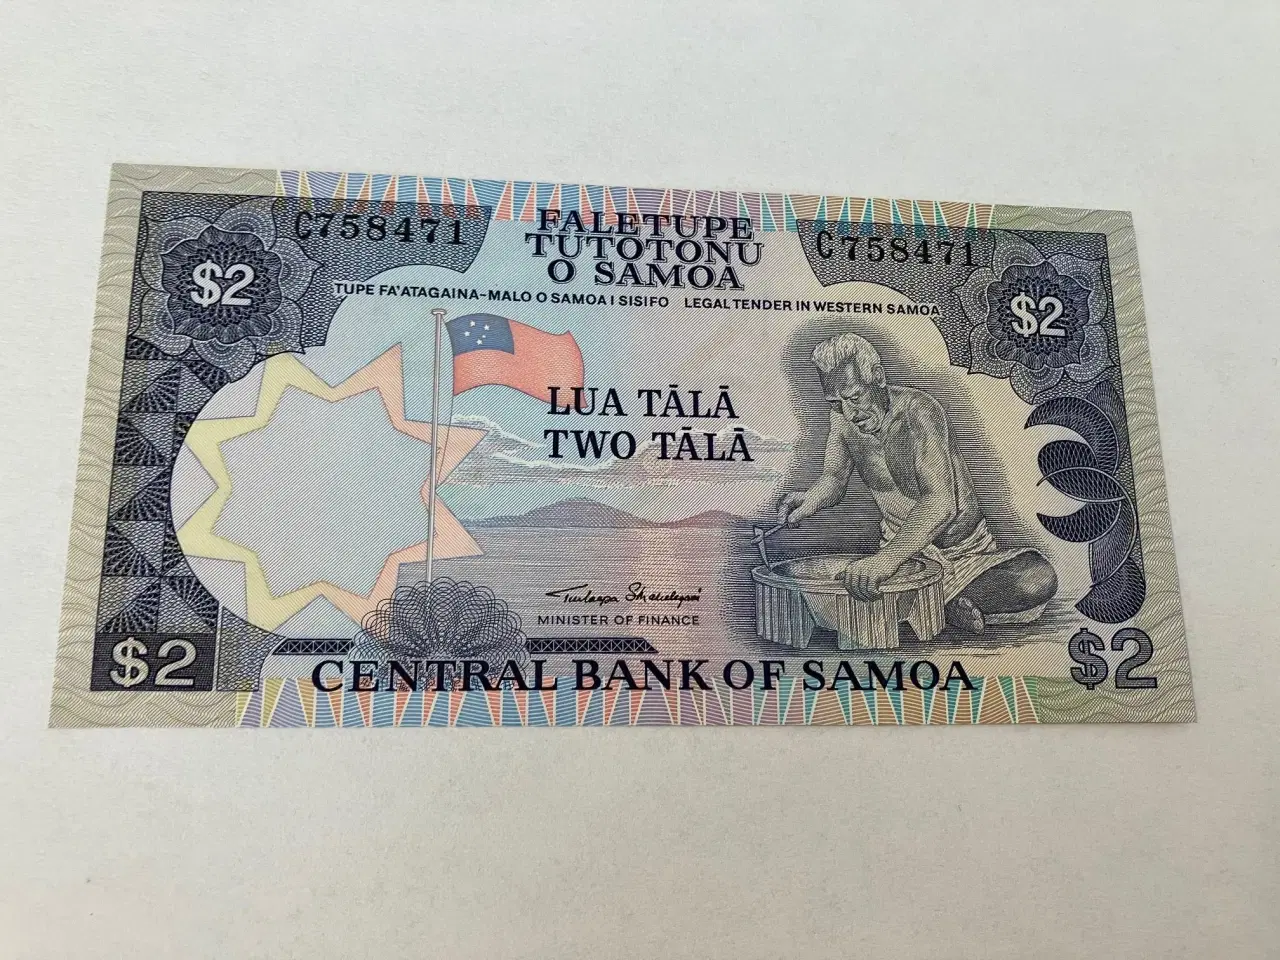 C758471
FALETUPE
TUTOTONU
O SAMOA
C758471
$2
$2
TUPE FA'ATAGAINA-MALO O SAMOA I SISIFO LEGAL TENDER IN WESTERN SAMOA
LUA TĀLĀ
TWO TĀLĀ
MINISTER OF FINANCE
$2
CENTRAL BANK OF SAMOA
$2